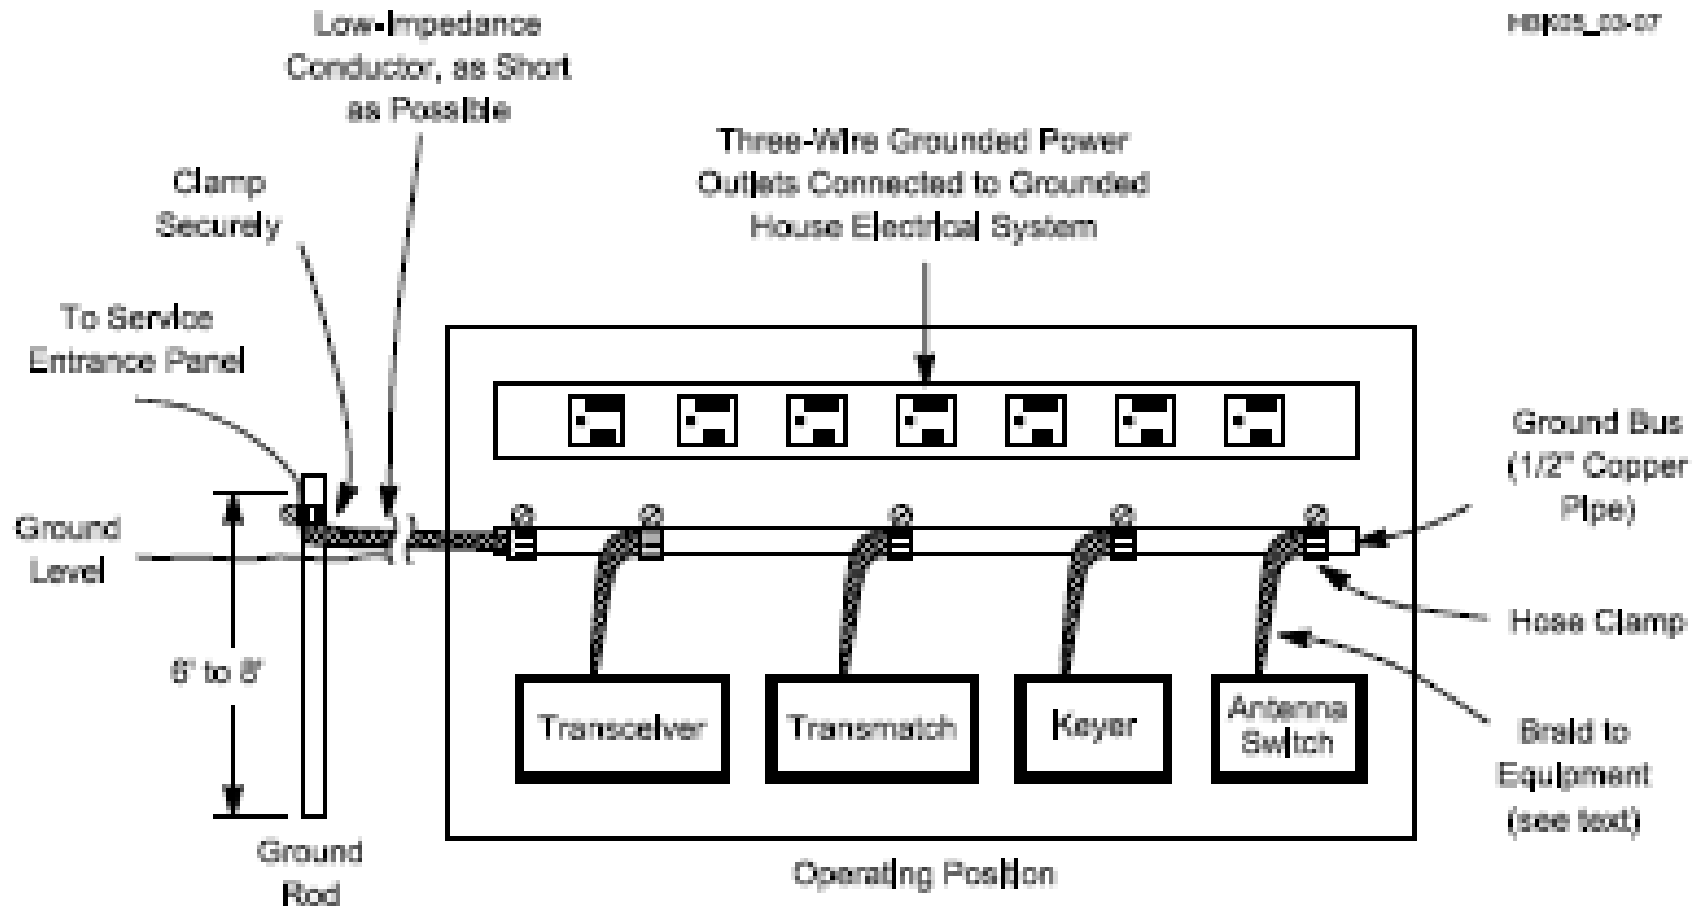 Low-Impedance
Conductor, as Short
as Possible
HBK05_03-07
Three-Wire Grounded Power
Outlets Connected to Grounded
House Electrical System
Clamp
Securely
To Service
Entrance Panel
Ground Bus
(1/2" Copper
Pipe)
Ground
Level
Hose Clamp
6' to 8'
Transceiver
Transmatch
Keyer
Antenna
Switch
Braid to
Equipment
(see text)
Ground
Rod
Operating Position